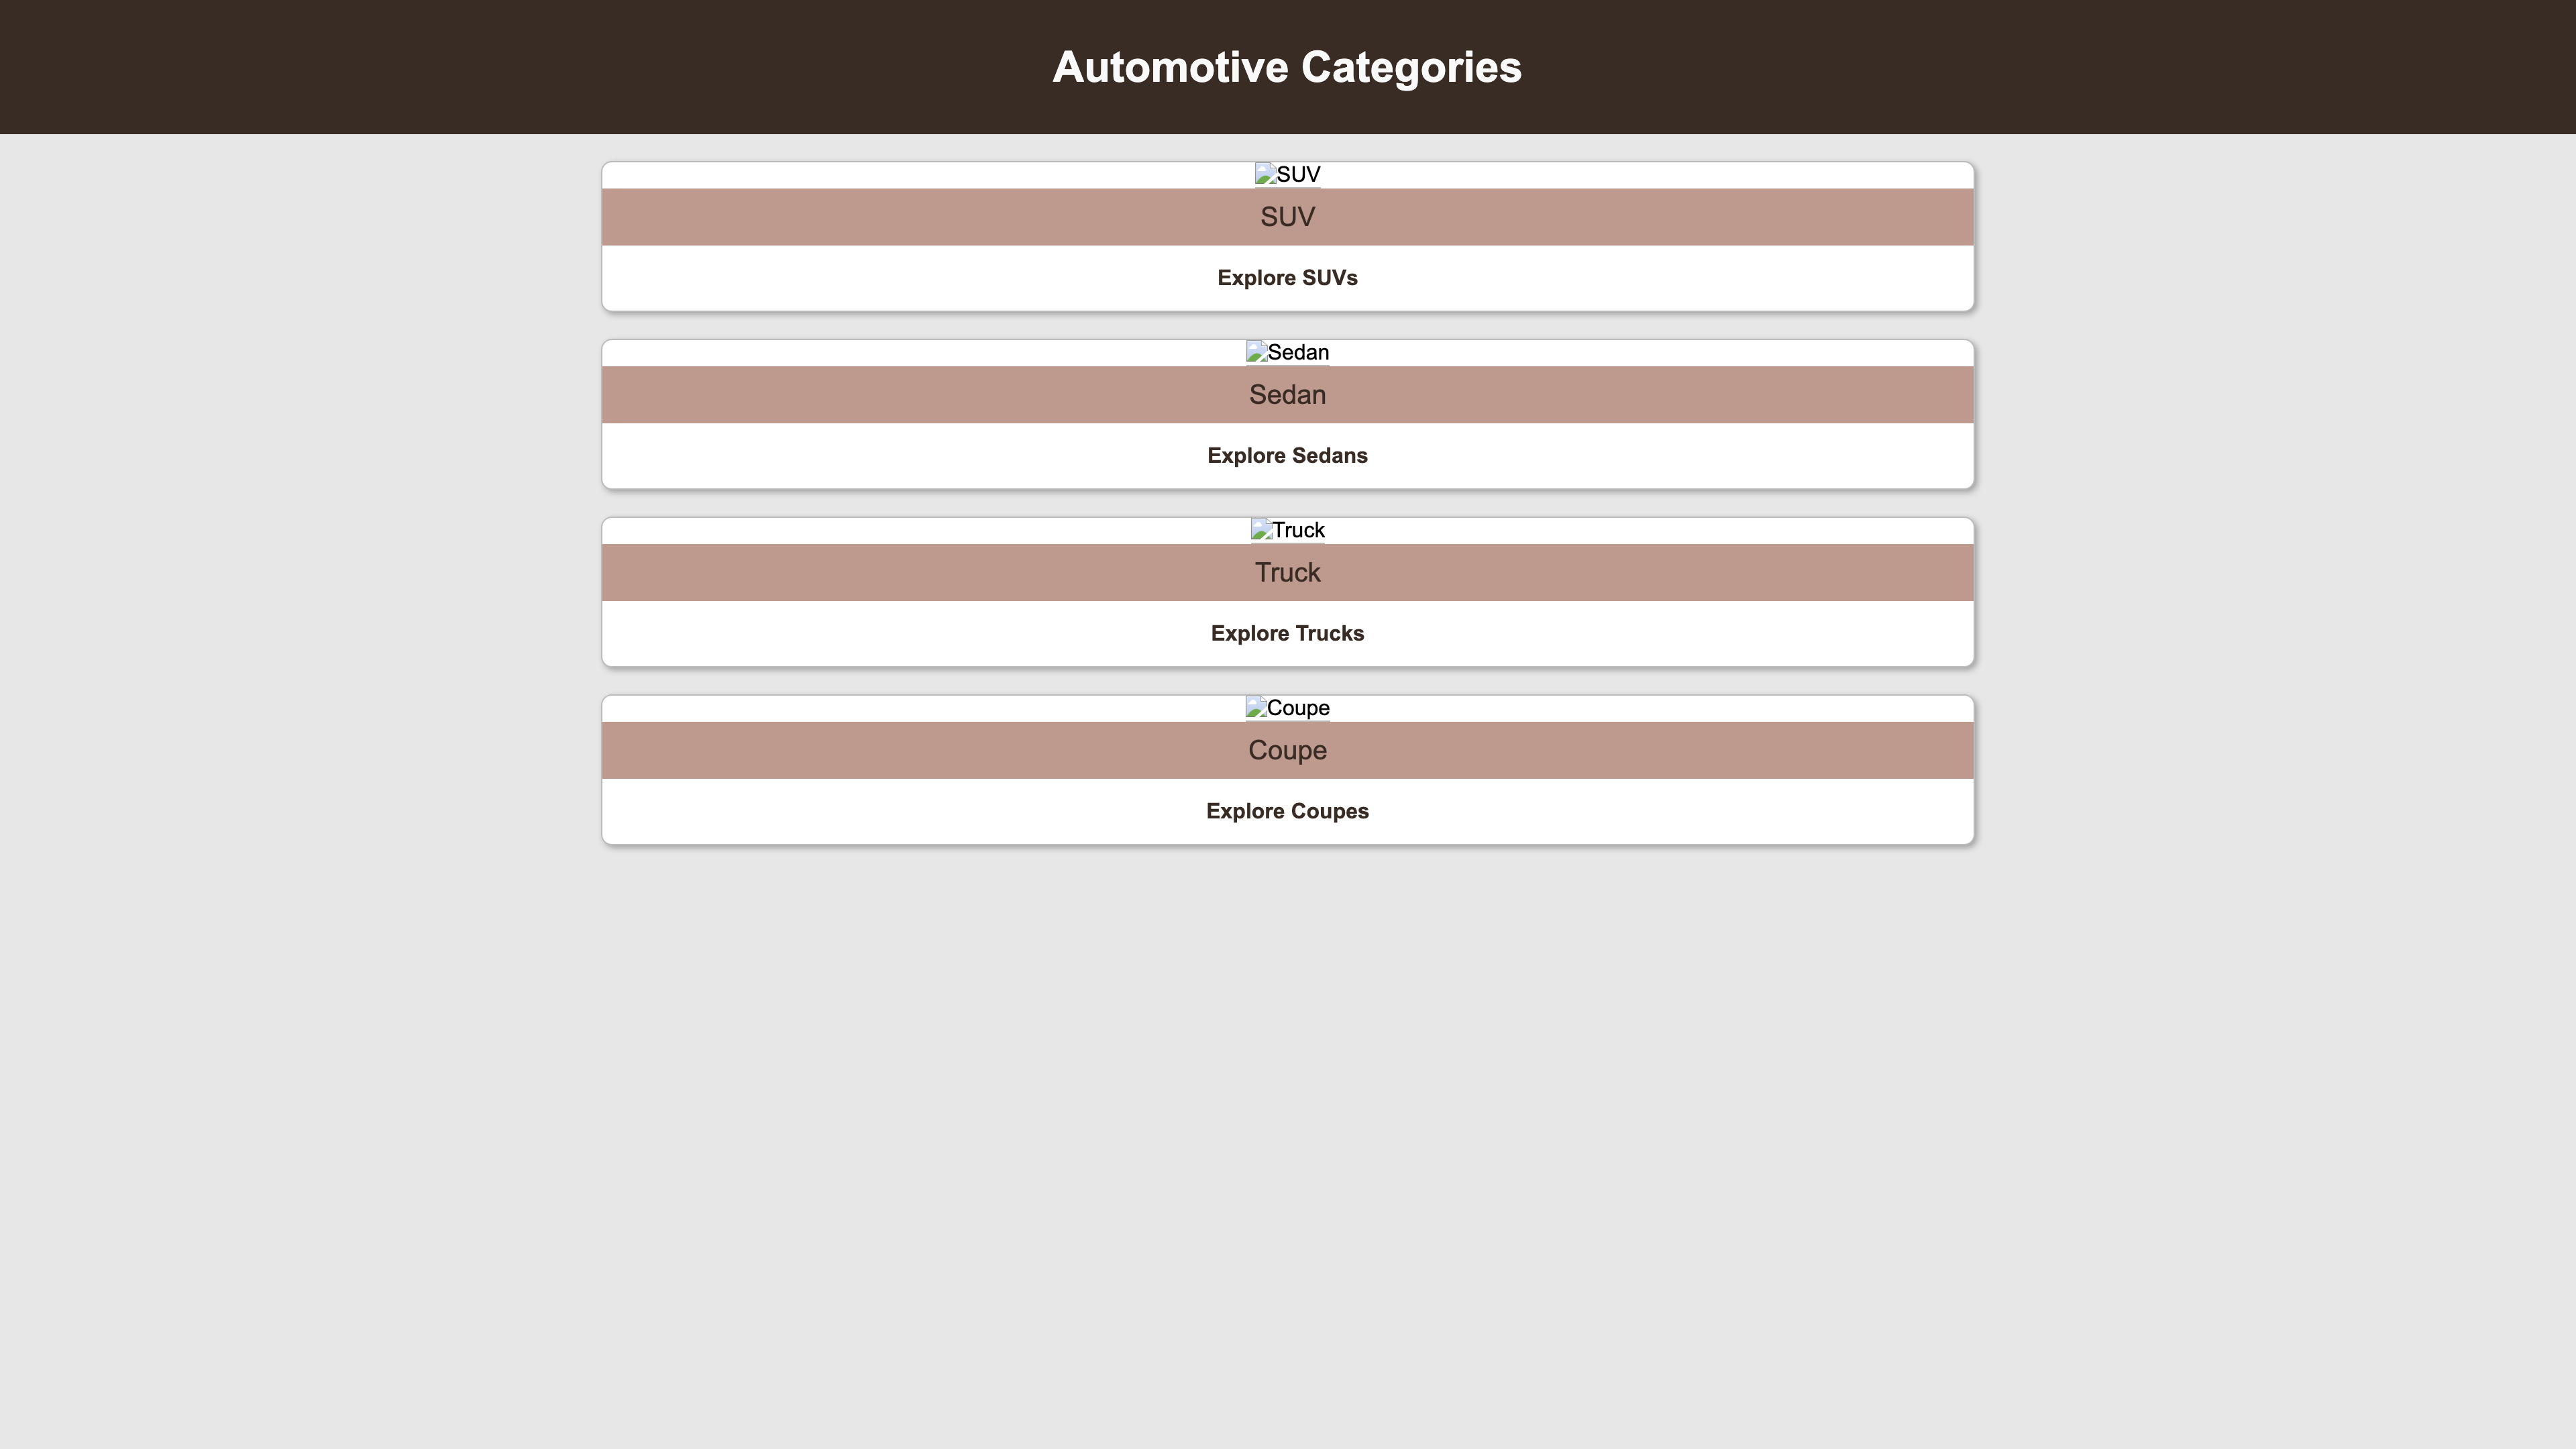 Automotive Categories
SUV
SUV
Explore SUVs
Sedan
Sedan
Explore Sedans
Truck
Truck
Explore Trucks
Coupe
Coupe
Explore Coupes